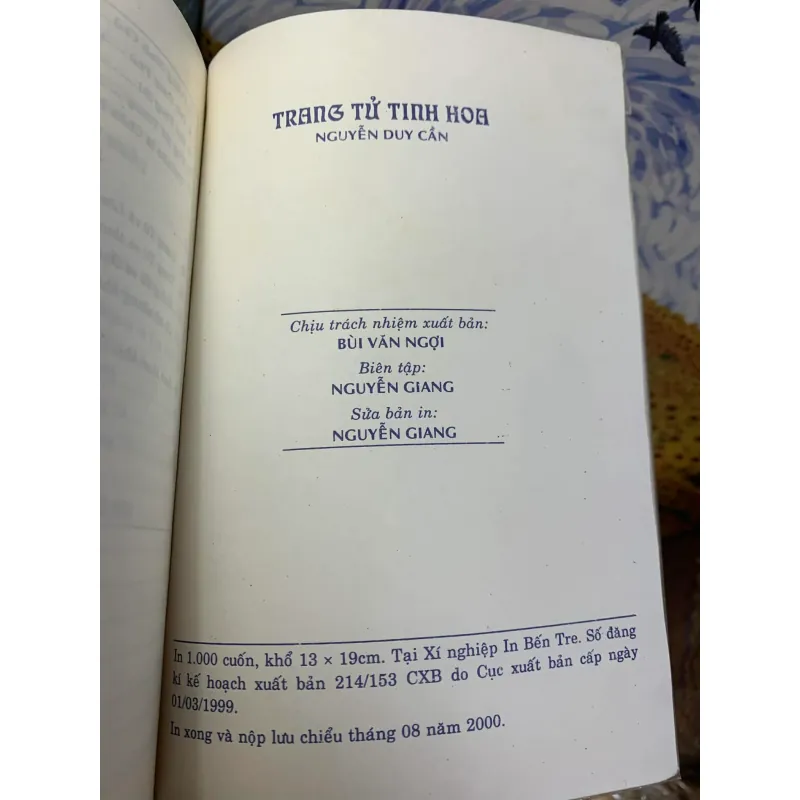 TRANG TỬ TINH HOA
NGUYỄN DUY CẦN
Chịu trách nhiệm xuất bản:
BÙI VĂN NGỢI
Biên tập:
NGUYỄN GIANG
Sửa bản in:
NGUYỄN GIANG
In 1.000 cuốn, khổ 13 × 19cm. Tại Xí nghiệp In Bến Tre. Số đăng
kí kế hoạch xuất bản 214/153 CXB do Cục xuất bản cấp ngày
01/03/1999.
In xong và nộp lưu chiểu tháng 08 năm 2000.